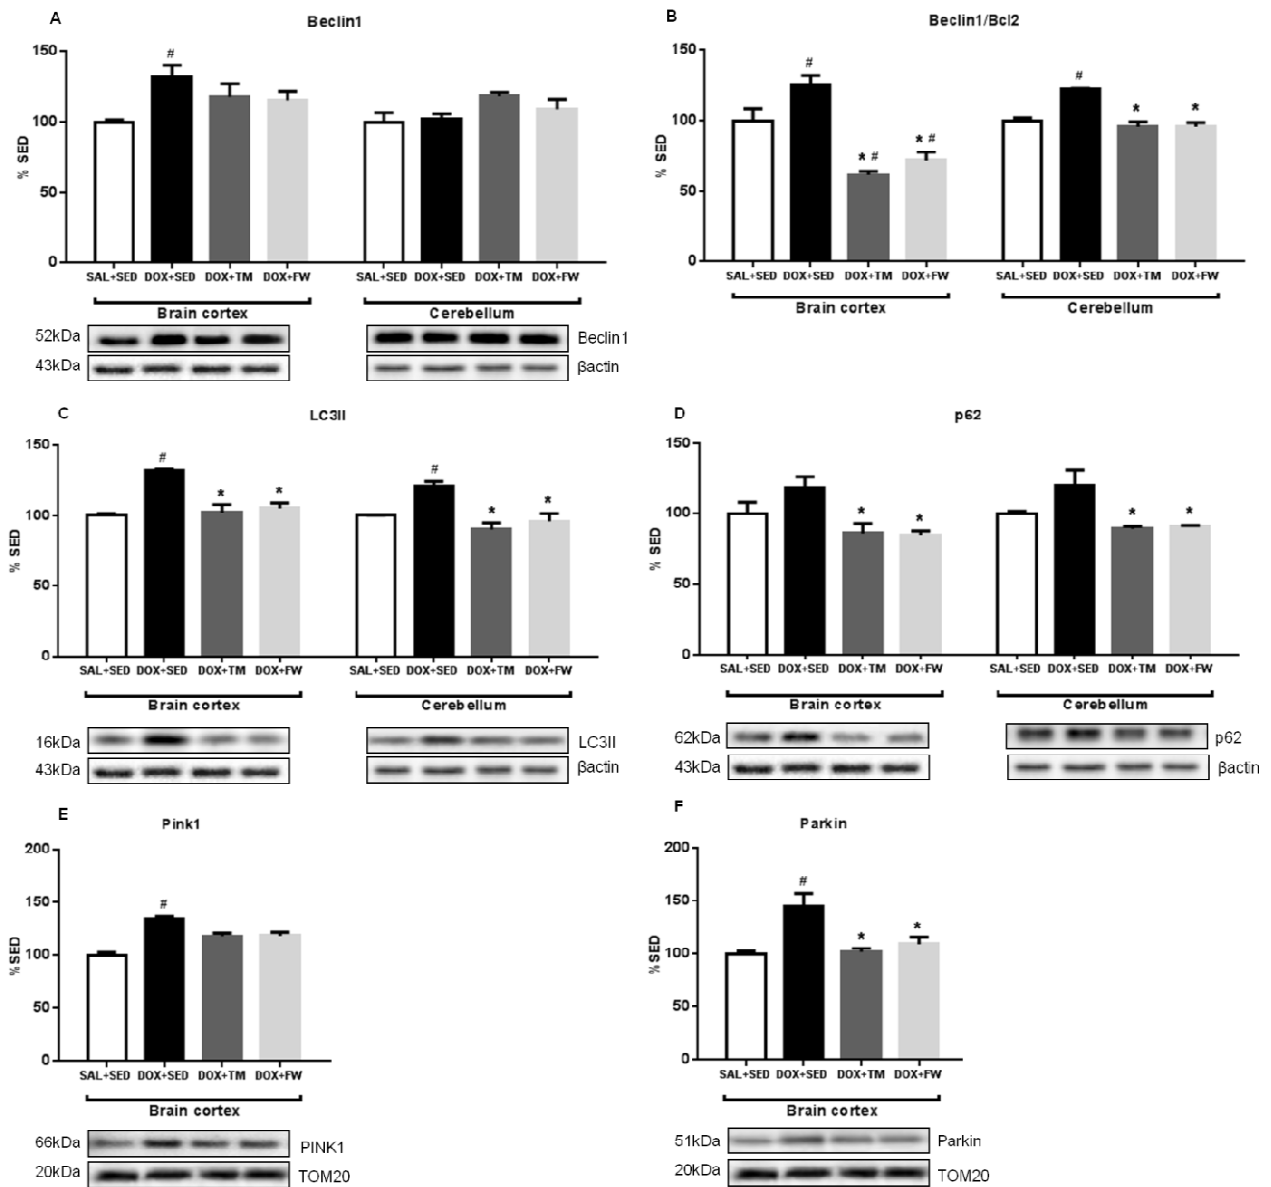 A
Beclin1
150
100
50
0
% SED
#
SAL+SED DOX+SED DOX+TM DOX+FW SAL+SED DOX+SED DOX+TM DOX+FW
Brain cortex Cerebellum
52kDa Beclin1
43kDa βactin
B
Beclin1/Bcl2
150
100
50
0
% SED
# * # * # # * *
SAL+SED DOX+SED DOX+TM DOX+FW SAL+SED DOX+SED DOX+TM DOX+FW
Brain cortex Cerebellum
C
LC3II
150
100
50
0
% SED
# * * # * *
SAL+SED DOX+SED DOX+TM DOX+FW SAL+SED DOX+SED DOX+TM DOX+FW
Brain cortex Cerebellum
16kDa LC3II
43kDa βactin
D
p62
150
100
50
0
% SED
* * * *
SAL+SED DOX+SED DOX+TM DOX+FW SAL+SED DOX+SED DOX+TM DOX+FW
Brain cortex Cerebellum
62kDa p62
43kDa βactin
E
Pink1
200
150
100
50
0
%SED
#
SAL+SED DOX+SED DOX+TM DOX+FW
Brain cortex
66kDa PINK1
20kDa TOM20
F
Parkin
200
150
100
50
0
%SED
# * *
SAL+SED DOX+SED DOX+TM DOX+FW
Brain cortex
51kDa Parkin
20kDa TOM20